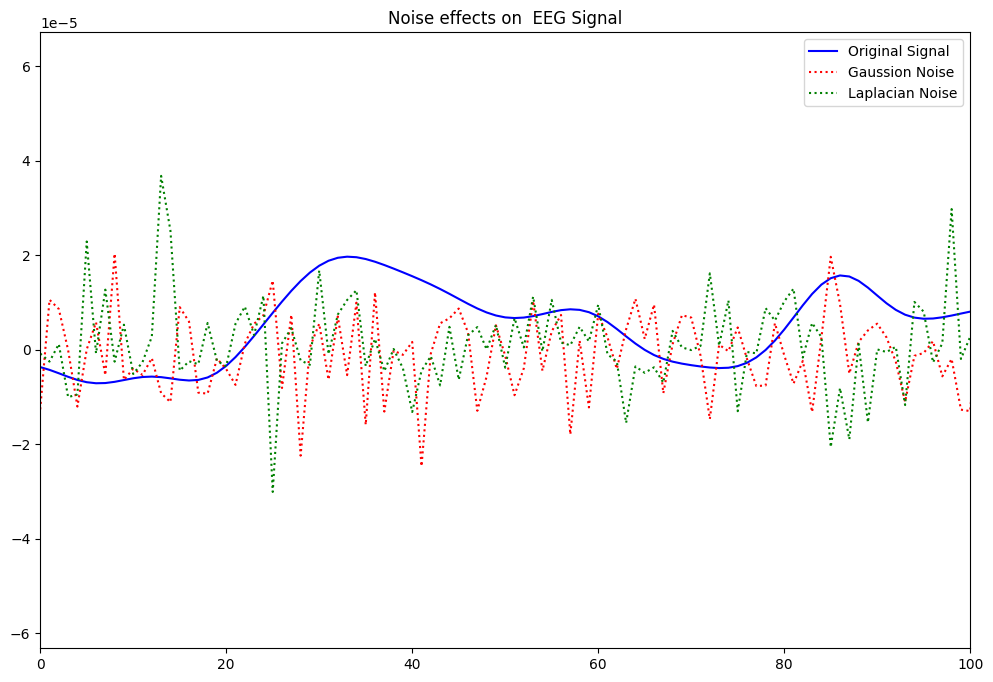 Noise effects on  EEG Signal
1e−5
Original Signal
Gaussion Noise
Laplacian Noise
6
4
2
0
−2
−4
−6
0 20 40 60 80 100